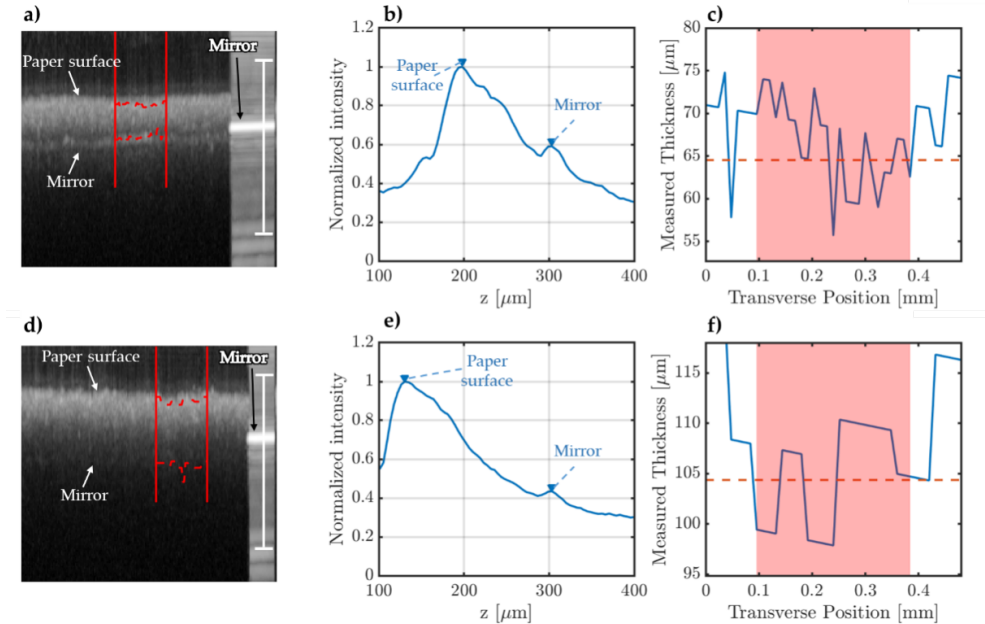 a)
Paper surface
Mirror
Mirror
b)
1.2
1
0.8
0.6
0.4
0.2
0
100
200
300
400
Normalized intensity
z [μm]
Paper
surface
Mirror
c)
80
75
70
65
60
55
0
0.1
0.2
0.3
0.4
Measured Thickness [μm]
Transverse Position [mm]
d)
Paper surface
Mirror
Mirror
e)
1.2
1
0.8
0.6
0.4
0.2
0
100
200
300
400
Normalized intensity
z [μm]
Paper
surface
Mirror
f)
115
110
105
100
95
0
0.1
0.2
0.3
0.4
Measured Thickness [μm]
Transverse Position [mm]